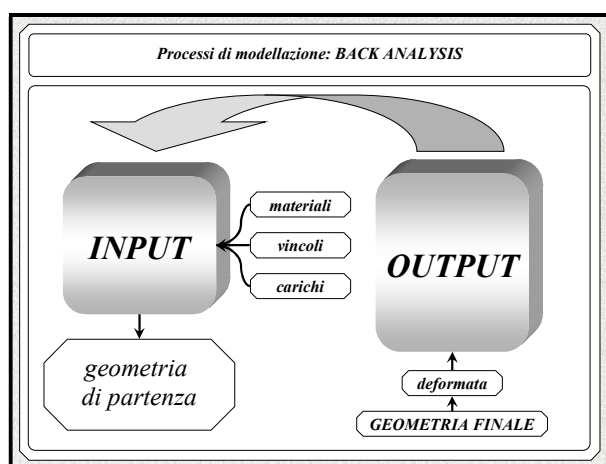 Processi di modellazione: BACK ANALYSIS
INPUT
materiali
vincoli
carichi
OUTPUT
geometria
di partenza
deformata
GEOMETRIA FINALE